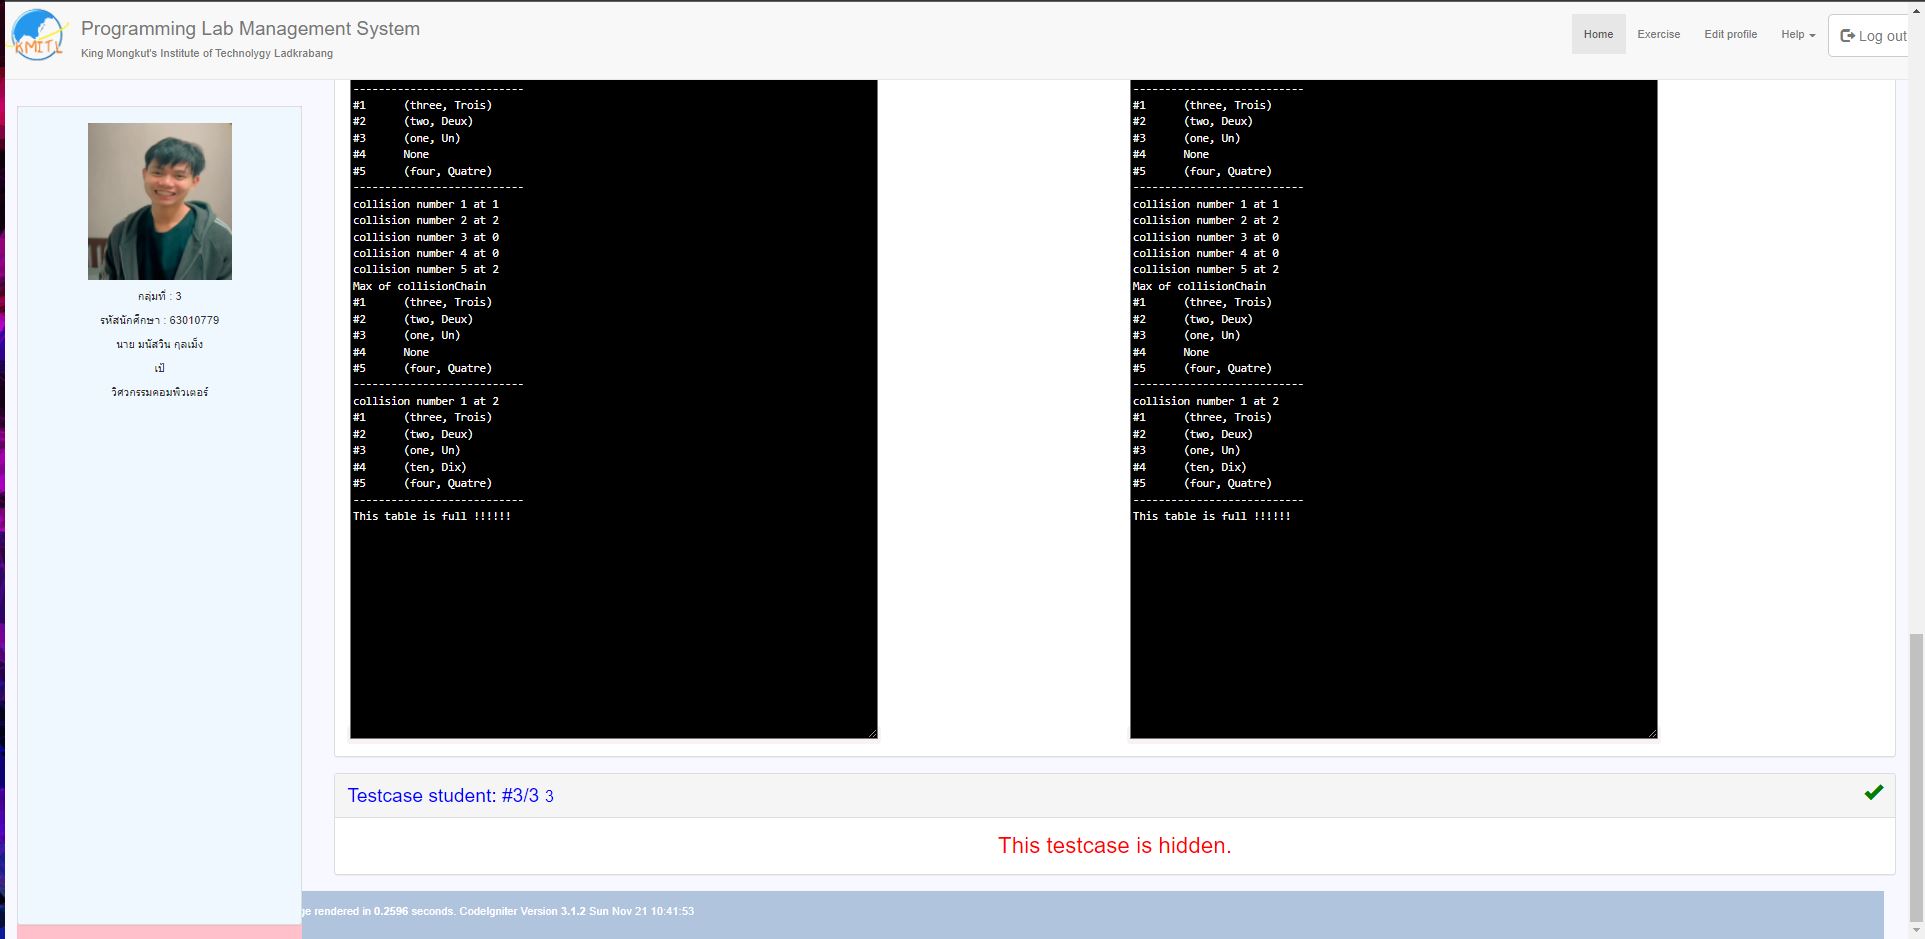 KMITL
Programming Lab Management System
King Mongkut's Institute of Technolygy Ladkrabang
Home
Exercise
Edit profile
Help
Log out
กลุ่มที่ : 3
รหัสนักศึกษา : 63010779
นาย มนัสวิน กุลเม็ง
เป้
วิศวกรรมคอมพิวเตอร์
---------------------------
#1 (three, Trois)
#2 (two, Deux)
#3 (one, Un)
#4 None
#5 (four, Quatre)
---------------------------
collision number 1 at 1
collision number 2 at 2
collision number 3 at 0
collision number 4 at 0
collision number 5 at 2
Max of collisionChain
#1 (three, Trois)
#2 (two, Deux)
#3 (one, Un)
#4 None
#5 (four, Quatre)
---------------------------
collision number 1 at 2
#1 (three, Trois)
#2 (two, Deux)
#3 (one, Un)
#4 (ten, Dix)
#5 (four, Quatre)
---------------------------
This table is full !!!!!!
---------------------------
#1 (three, Trois)
#2 (two, Deux)
#3 (one, Un)
#4 None
#5 (four, Quatre)
---------------------------
collision number 1 at 1
collision number 2 at 2
collision number 3 at 0
collision number 4 at 0
collision number 5 at 2
Max of collisionChain
#1 (three, Trois)
#2 (two, Deux)
#3 (one, Un)
#4 None
#5 (four, Quatre)
---------------------------
collision number 1 at 2
#1 (three, Trois)
#2 (two, Deux)
#3 (one, Un)
#4 (ten, Dix)
#5 (four, Quatre)
---------------------------
This table is full !!!!!!
Testcase student: #3/3 3
This testcase is hidden.
ge rendered in 0.2596 seconds. CodeIgniter Version 3.1.2 Sun Nov 21 10:41:53